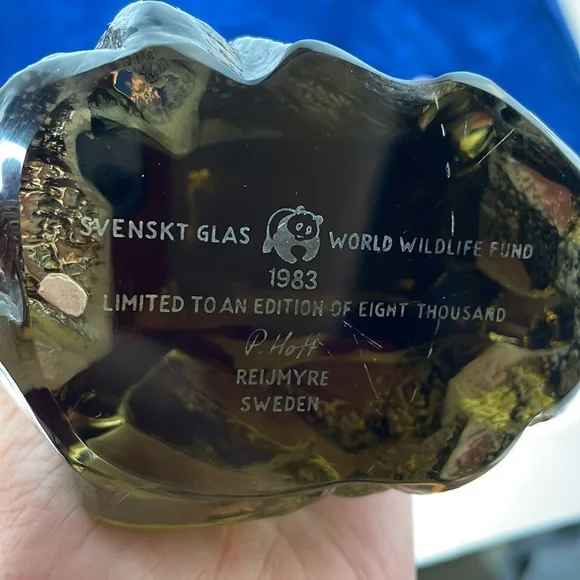 SVENSKT GLAS WORLD WILDLIFE FUND
1983
LIMITED TO AN EDITION OF EIGHT THOUSAND
P. Hoff
REIJMYRE
SWEDEN